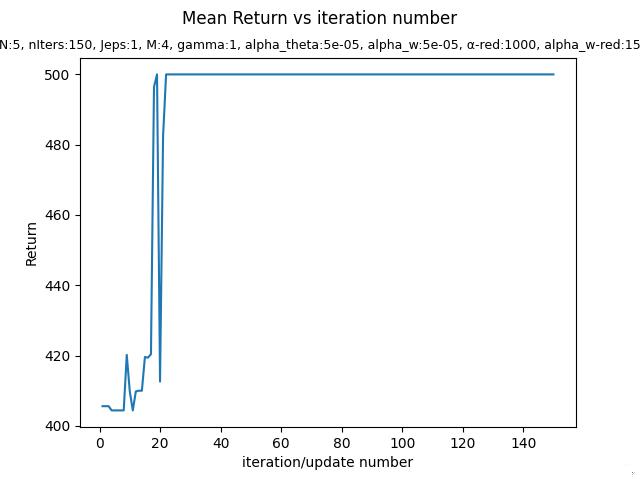 Mean Return vs iteration number
N:5, nIters:150, Jeps:1, M:4, gamma:1, alpha_theta:5e-05, alpha_w:5e-05, α-red:1000, alpha_w-red:15
500
480
460
440
420
400
Return
0 20 40 60 80 100 120 140
iteration/update number